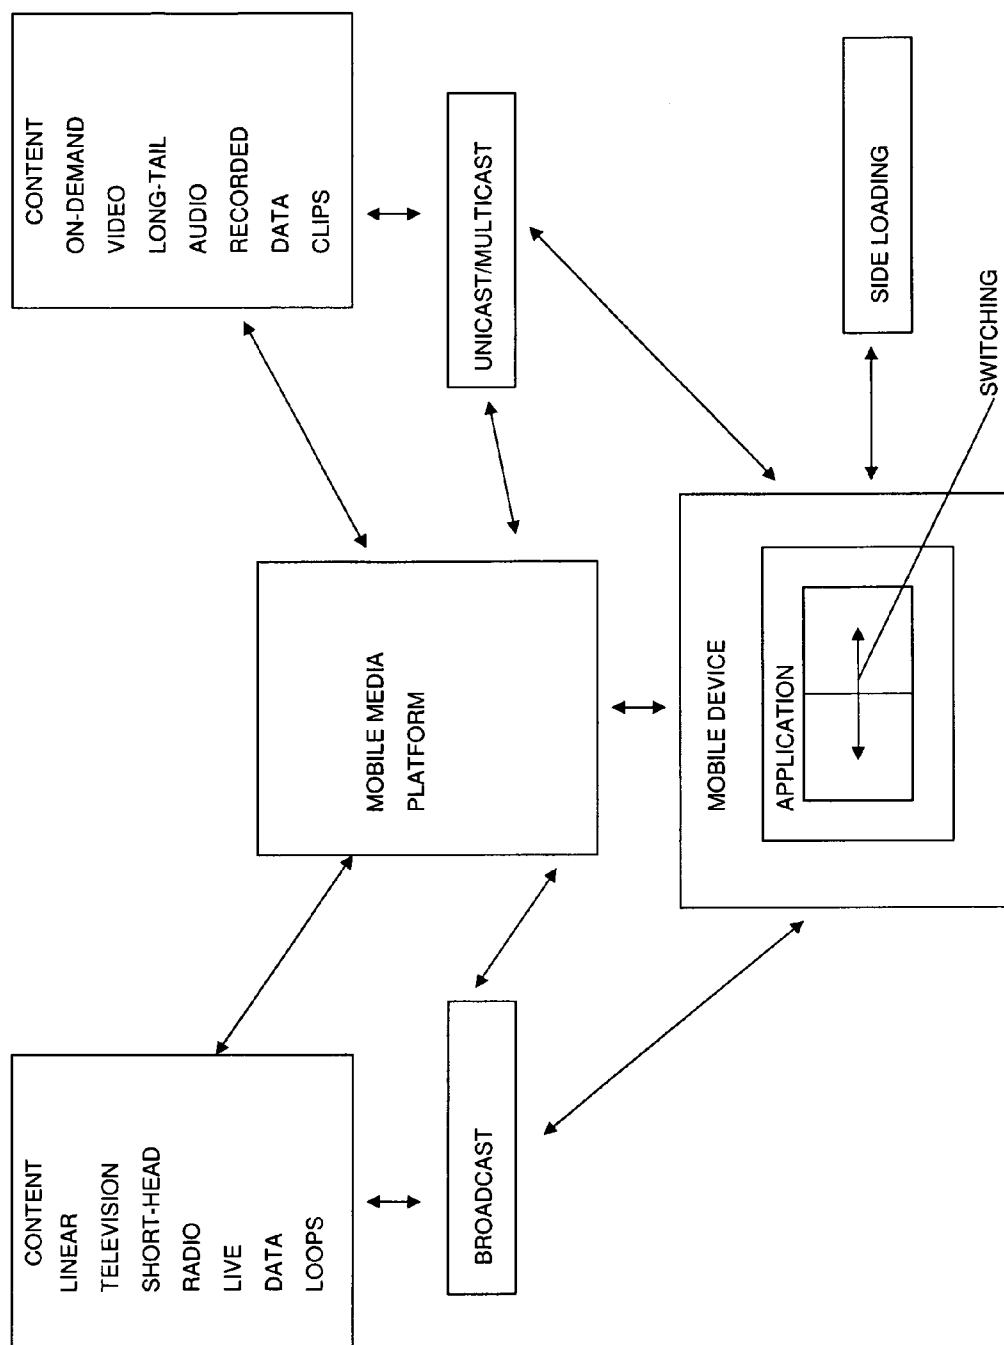 CONTENT
LINEAR
TELEVISION
SHORT-HEAD
RADIO
LIVE
DATA
LOOPS
BROADCAST
MOBILE MEDIA
PLATFORM
CONTENT
ON-DEMAND
VIDEO
LONG-TAIL
AUDIO
RECORDED
DATA
CLIPS
UNICAST/MULTICAST
MOBILE DEVICE
APPLICATION
SIDE LOADING
SWITCHING